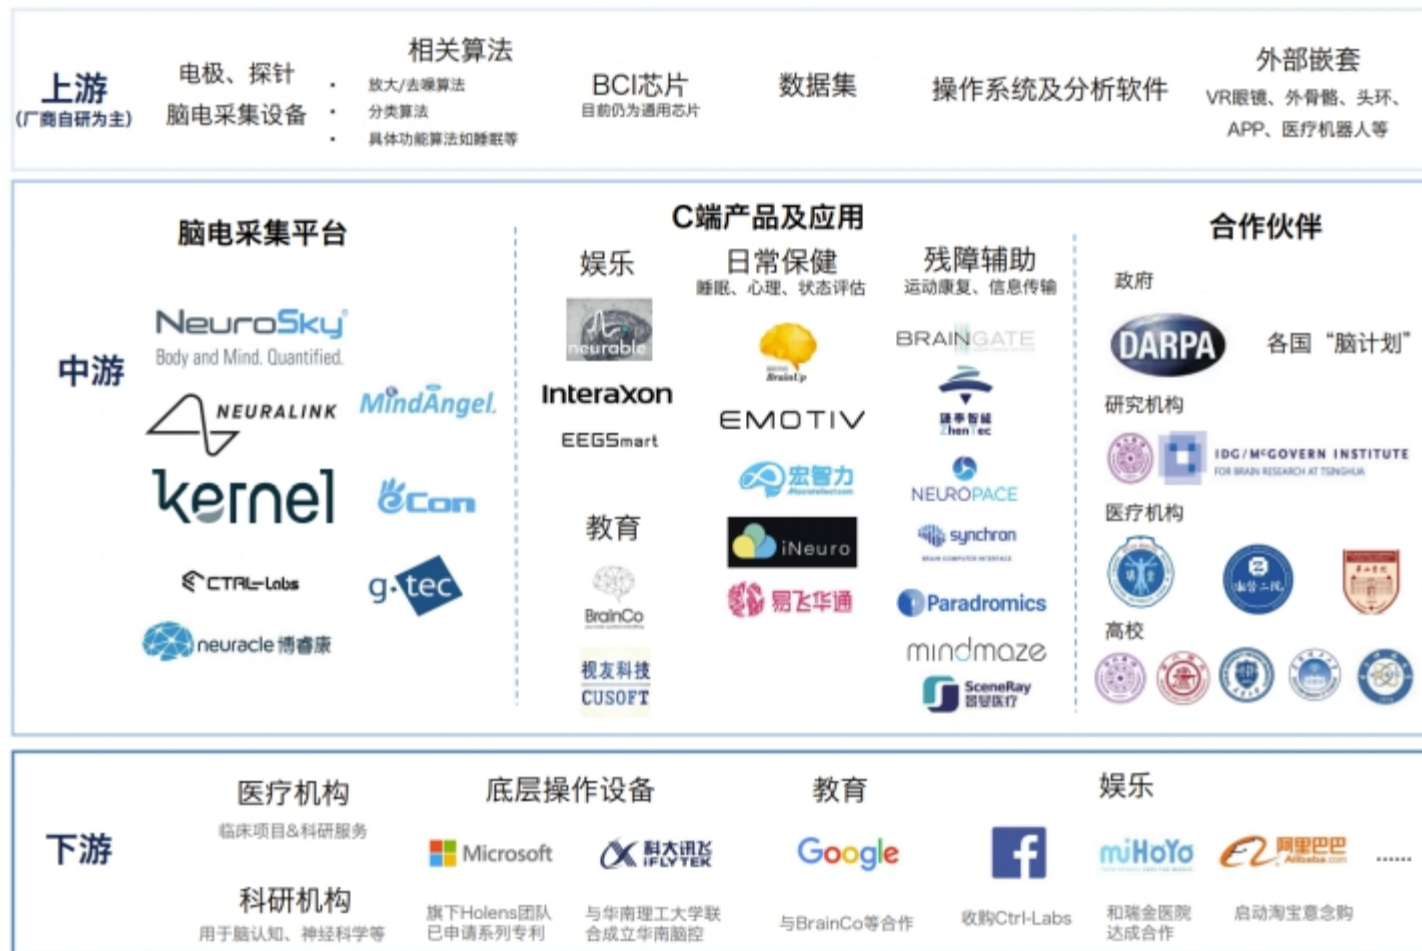 上游
(厂商自研为主)
电极、探针
脑电采集设备
相关算法
放大/去噪算法
分类算法
具体功能算法如睡眠等
BCI芯片
目前仍为通用芯片
数据集
操作系统及分析软件
外部嵌套
VR眼镜、外骨骼、头环、
APP、医疗机器人等
中游
脑电采集平台
NeuroSky
Body and Mind. Quantified.
NEURALINK
MindAngel
kernel
eCon
CTRL-Labs
g.tec
neuracle 博睿康
C端产品及应用
娱乐
neurable
InteraXon
EEGSmart
教育
BrainCo
视友科技
CUSOFT
日常保健
睡眠、心理、状态评估
BrainUp
EMOTIV
宏智力
iNeuro
易飞华通
残障辅助
运动康复、信息传输
BRAINGATE
臻泰智能
ZhenTec
NEUROPACE
synchron
BRAIN COMPUTER INTERFACE
Paradromics
mindmaze
SceneRay
景昱医疗
合作伙伴
政府
DARPA
各国“脑计划”
研究机构
IDG/McGOVERN INSTITUTE
FOR BRAIN RESEARCH AT TSINGHUA
医疗机构
高校
下游
医疗机构
临床项目&科研服务
科研机构
用于脑认知、神经科学等
底层操作设备
Microsoft
旗下Holens团队
已申请系列专利
科大讯飞
iFLYTEK
与华南理工大学联
合成立华南脑控
教育
Google
与BrainCo等合作
娱乐
f
收购Ctrl-Labs
miHoYo
和瑞金医院
达成合作
阿里巴巴
Alibaba.com
启动淘宝意念购
......